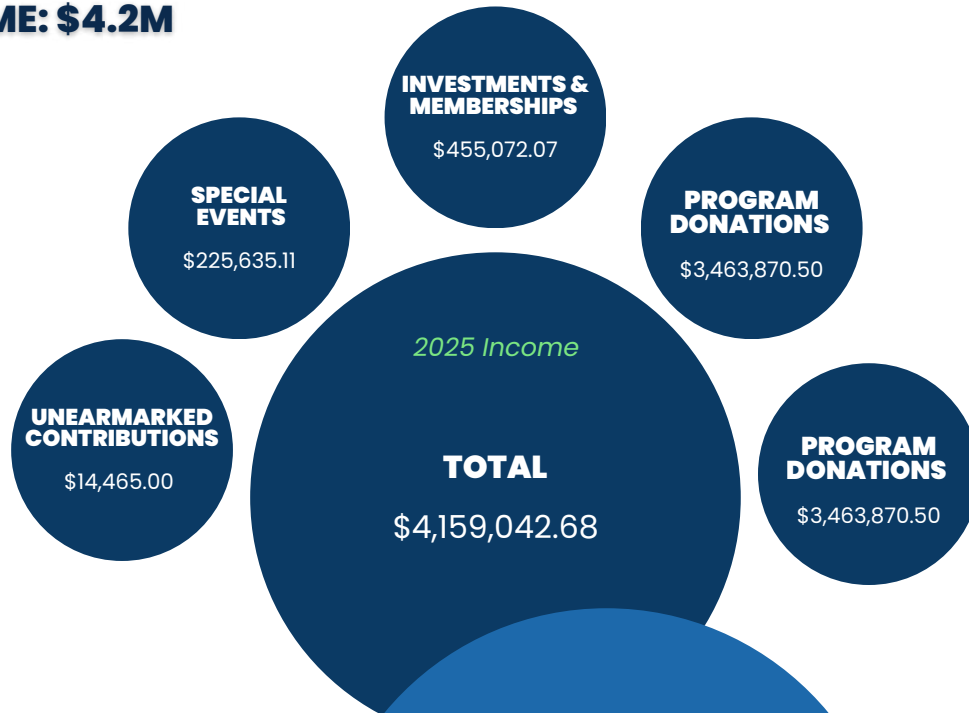 ME: $4.2M
INVESTMENTS &
MEMBERSHIPS
$455,072.07
SPECIAL
EVENTS
$225,635.11
PROGRAM
DONATIONS
$3,463,870.50
2025 Income
UNEARMARKED
CONTRIBUTIONS
$14,465.00
TOTAL
$4,159,042.68
PROGRAM
DONATIONS
$3,463,870.50